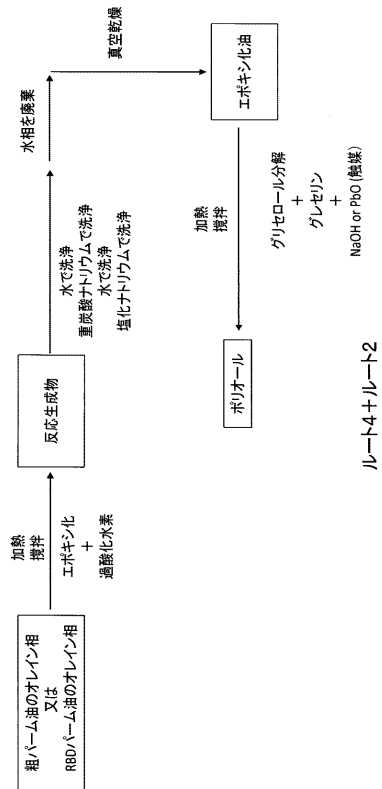 粗パーム油のオレイン相
又は
RBDパーム油のオレイン相
加熱
攪拌
エポキシ化
+
過酸化水素
反応生成物
水で洗浄
重炭酸ナトリウムで洗浄
水で洗浄
塩化ナトリウムで洗浄
水相を廃棄
真空乾燥
エポキシ化油
加熱
攪拌
グリセロール分解
+
グレセリン
+
NaOH or PbO (触媒)
ポリオール
ルート4+ルート2